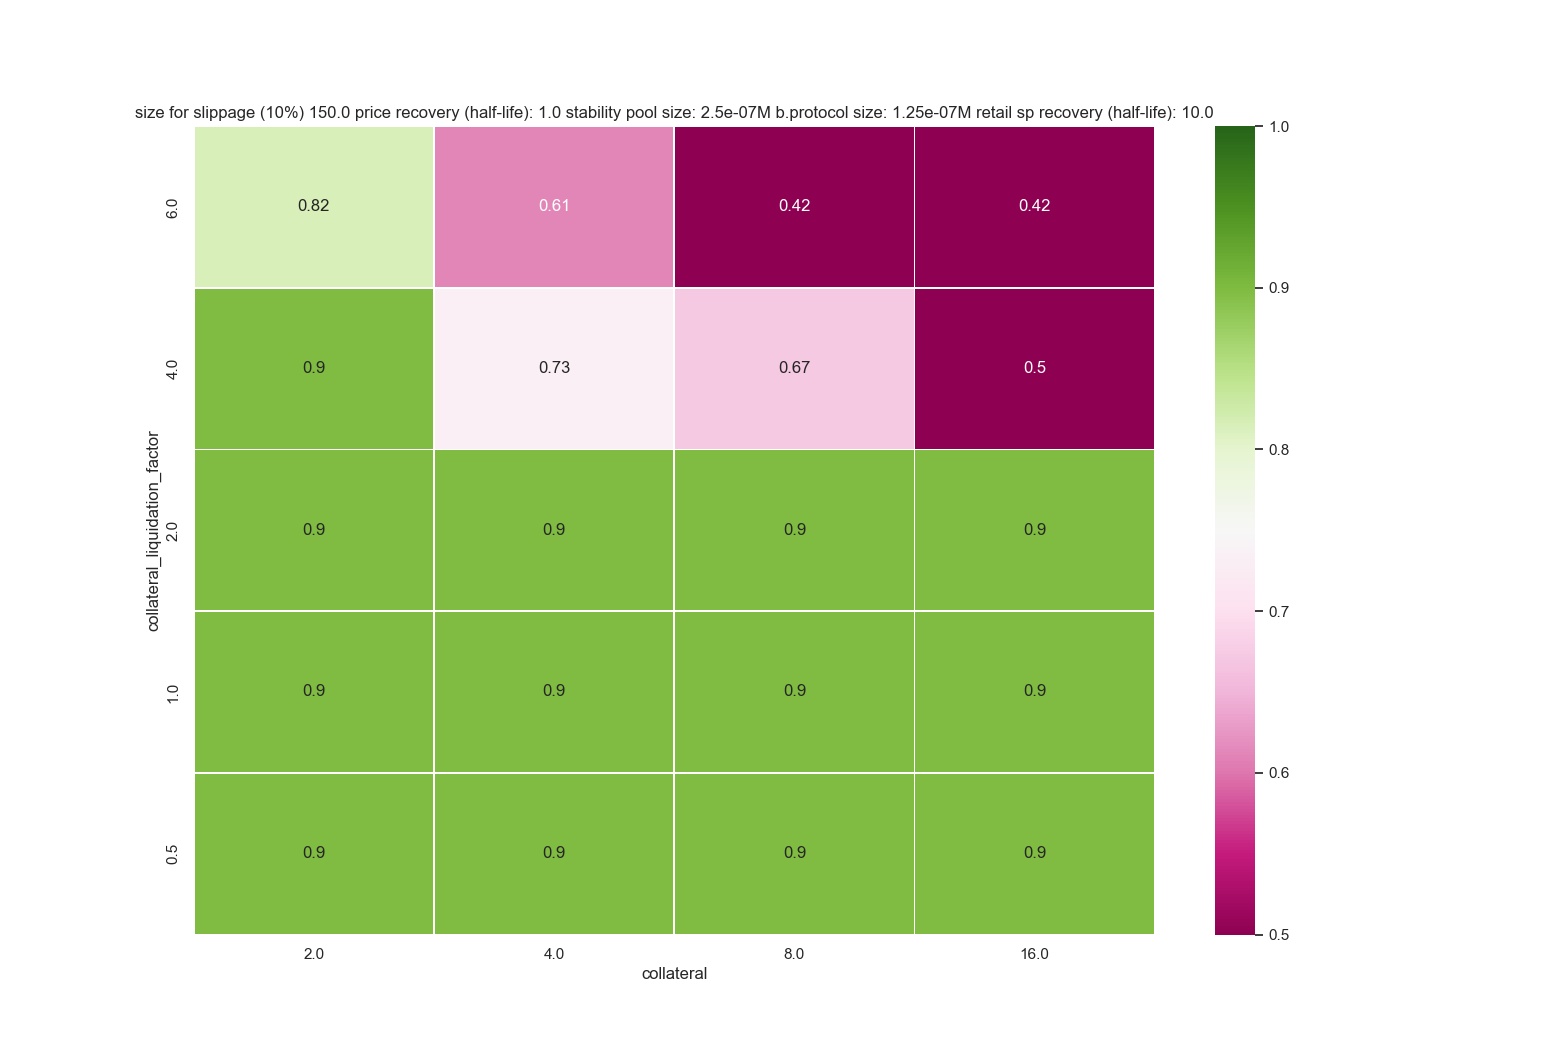 size for slippage (10%) 150.0 price recovery (half-life): 1.0 stability pool size: 2.5e-07M b.protocol size: 1.25e-07M retail sp recovery (half-life): 10.0
collateral_liquidation_factor
6.0
0.82 0.61 0.42 0.42
4.0
0.9 0.73 0.67 0.5
2.0
0.9 0.9 0.9 0.9
1.0
0.9 0.9 0.9 0.9
0.5
0.9 0.9 0.9 0.9
2.0 4.0 8.0 16.0
collateral
1.0
0.9
0.8
0.7
0.6
0.5